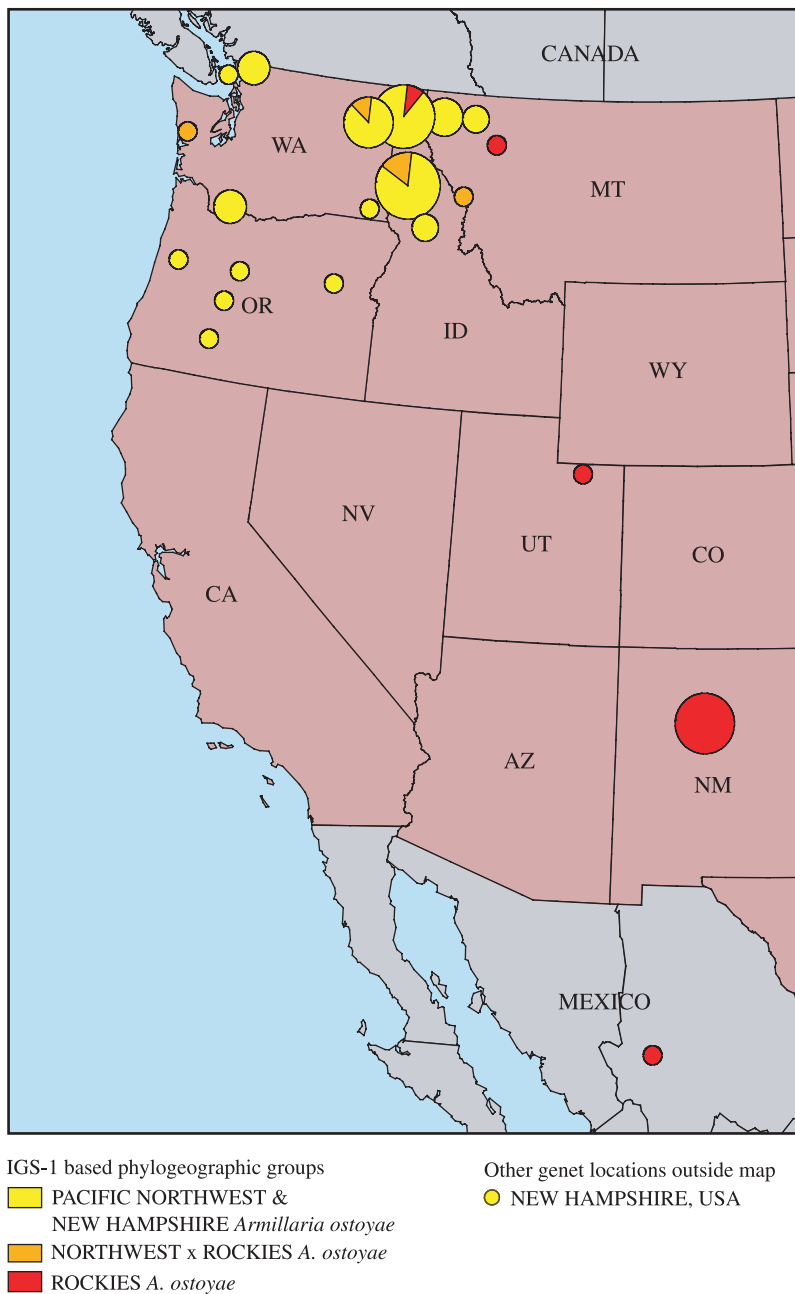 CANADA
WA
MT
OR
ID
WY
NV
UT
CO
CA
AZ
NM
MEXICO
IGS-1 based phylogeographic groups
PACIFIC NORTHWEST &
NEW HAMPSHIRE Armillaria ostoyae
NORTHWEST x ROCKIES A. ostoyae
ROCKIES A. ostoyae
Other genet locations outside map
NEW HAMPSHIRE, USA